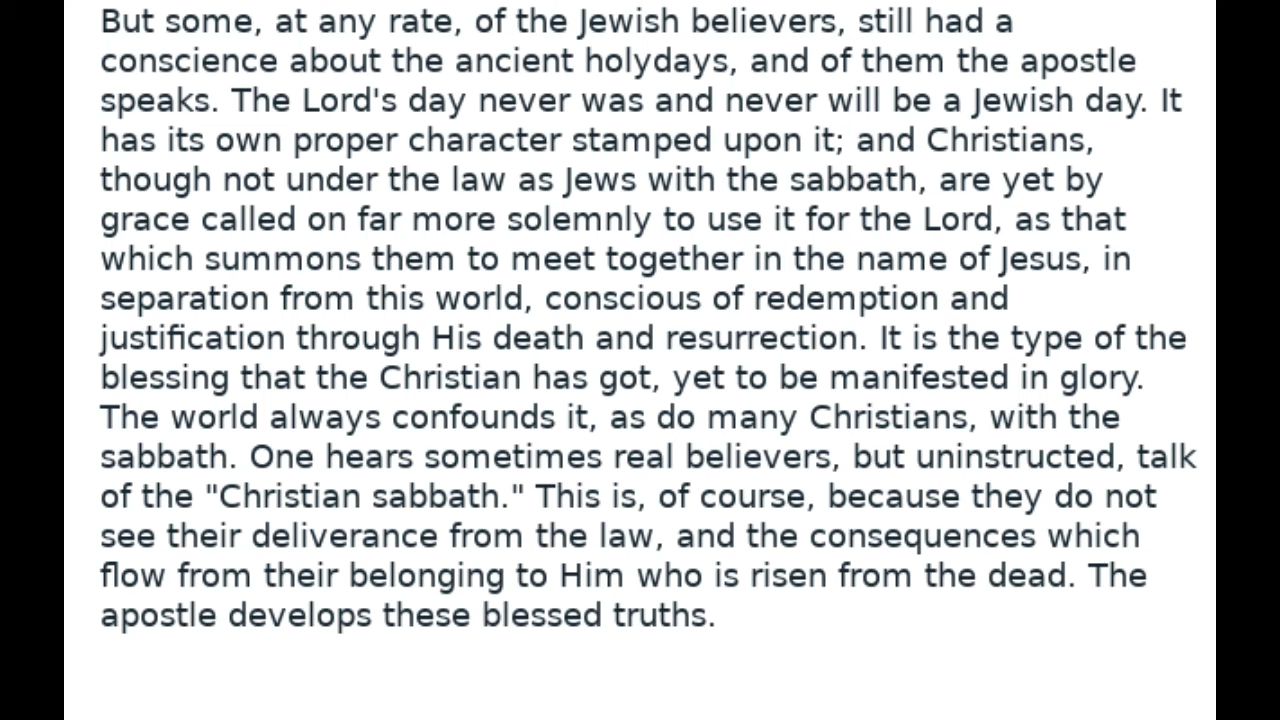 But some, at any rate, of the Jewish believers, still had a
conscience about the ancient holydays, and of them the apostle
speaks. The Lord's day never was and never will be a Jewish day. It
has its own proper character stamped upon it; and Christians,
though not under the law as Jews with the sabbath, are yet by
grace called on far more solemnly to use it for the Lord, as that
which summons them to meet together in the name of Jesus, in
separation from this world, conscious of redemption and
justification through His death and resurrection. It is the type of the
blessing that the Christian has got, yet to be manifested in glory.
The world always confounds it, as do many Christians, with the
sabbath. One hears sometimes real believers, but uninstructed, talk
of the "Christian sabbath." This is, of course, because they do not
see their deliverance from the law, and the consequences which
flow from their belonging to Him who is risen from the dead. The
apostle develops these blessed truths.